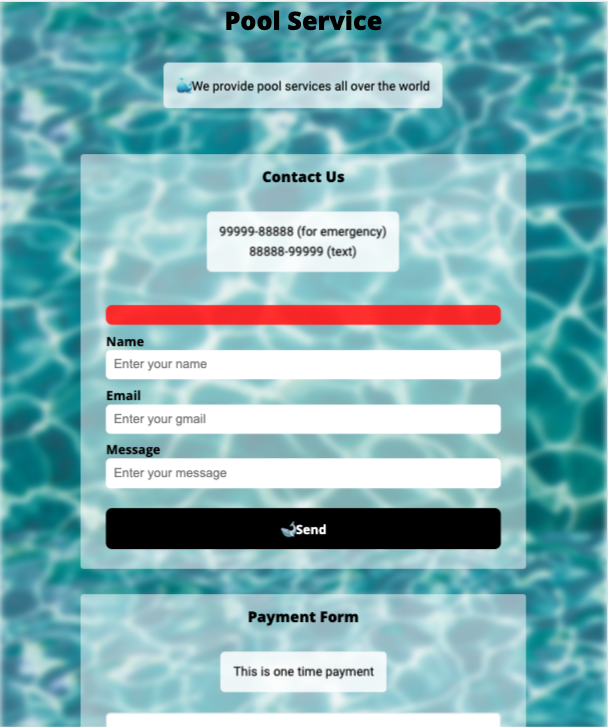 Pool Service
We provide pool services all over the world
Contact Us
99999-88888 (for emergency)
88888-99999 (text)
Name
Enter your name
Email
Enter your gmail
Message
Enter your message
Send
Payment Form
This is one time payment